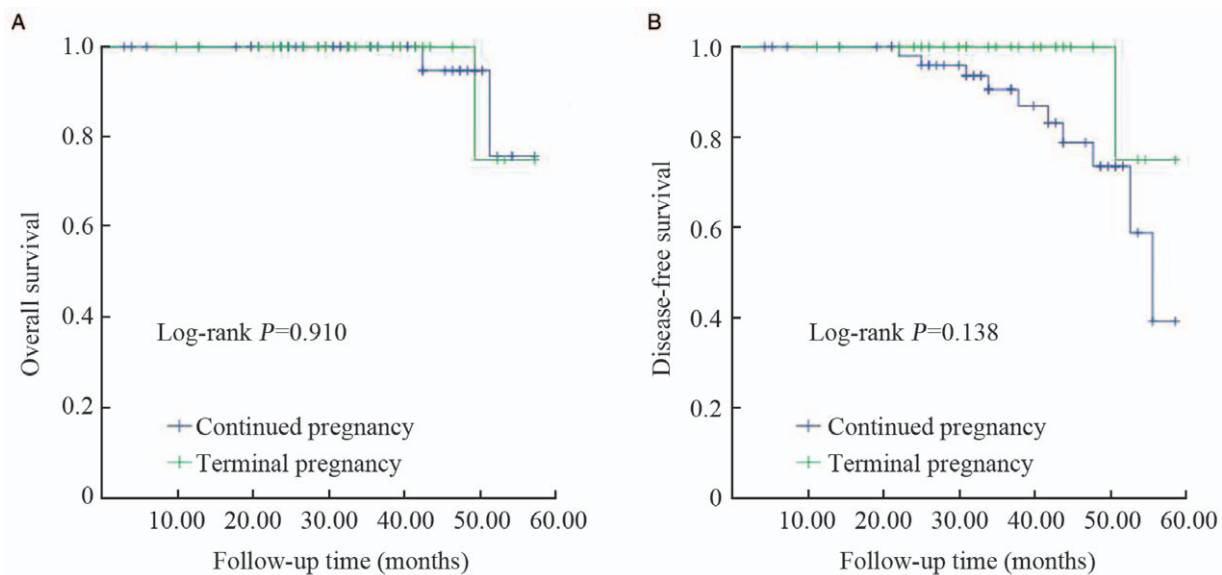 A
1.0
0.8
0.6
0.4
0.2
0
Overall survival
Log-rank P=0.910
Continued pregnancy
Terminal pregnancy
10.00 20.00 30.00 40.00 50.00 60.00
Follow-up time (months)
B
1.0
0.8
0.6
0.4
0.2
0
Disease-free survival
Log-rank P=0.138
Continued pregnancy
Terminal pregnancy
10.00 20.00 30.00 40.00 50.00 60.00
Follow-up time (months)